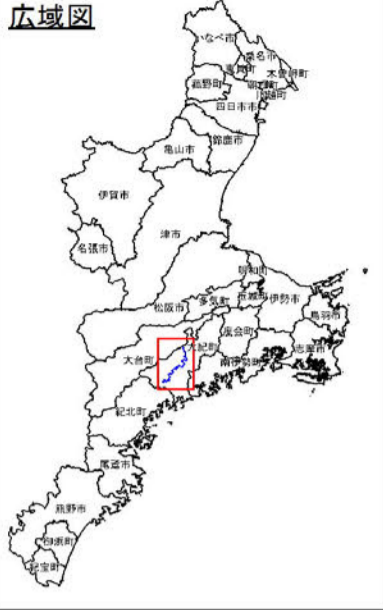 広域図
いなべ市
桑名市
木曽岬町
東員町
菰野町
朝日町
川越町
四日市市
鈴鹿市
亀山市
伊賀市
津市
名張市
明和町
松阪市
多気町
玉城町
伊勢市
鳥羽市
度会町
志摩市
大台町
大紀町
南伊勢町
紀北町
尾鷲市
熊野市
御浜町
紀宝町